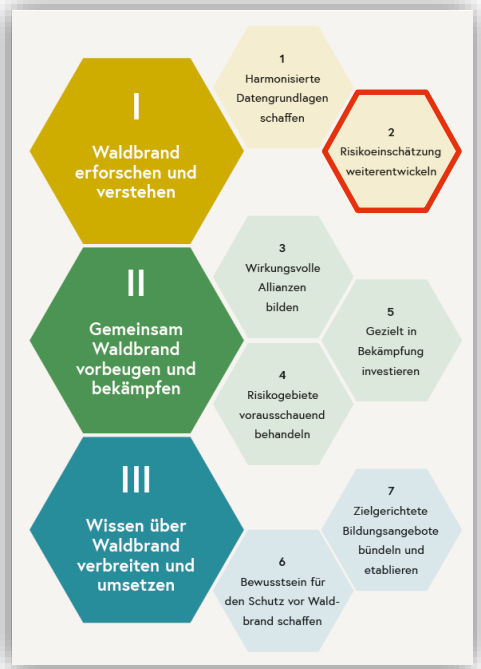 I
Waldbrand
erforschen und
verstehen
1
Harmonisierte
Datengrundlagen
schaffen
2
Risikoeinschätzung
weiterentwickeln
II
Gemeinsam
Waldbrand
vorbeugen und
bekämpfen
3
Wirkungsvolle
Allianzen
bilden
4
Risikogebiete
vorausschauend
behandeln
5
Gezielt in
Bekämpfung
investieren
III
Wissen über
Waldbrand
verbreiten und
umsetzen
6
Bewusstsein für
den Schutz vor Wald-
brand schaffen
7
Zielgerichtete
Bildungsangebote
bündeln und
etablieren